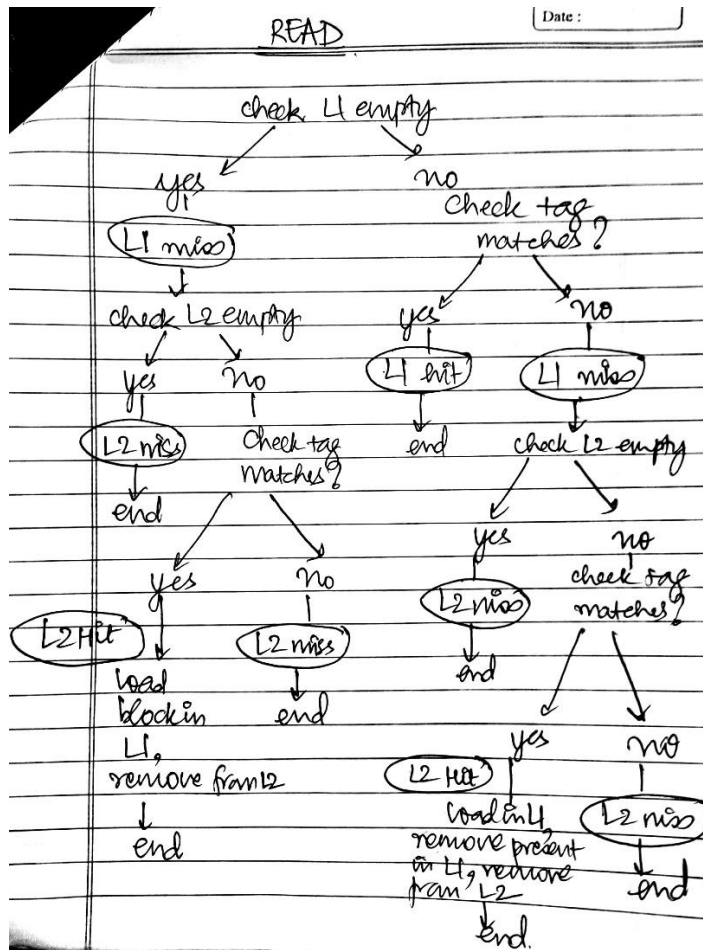 Date :
READ
check L1 empty
yes
no
L1 miss
check tag
matches?
check L2 empty
yes
no
yes
no
L1 hit
L1 miss
L2 miss
check tag
matches?
end
check L2 empty
end
yes
no
yes
no
check tag
matches?
L2 Hit
L2 miss
L2 miss
load
block in
L1,
remove from L2
end
end
end
yes
no
L2 Hit
L2 miss
load in L1,
remove present
in L1, remove
from L2
end
end.